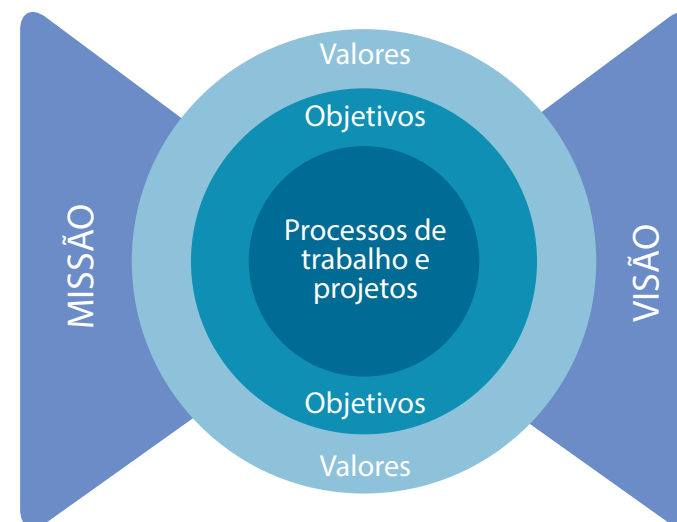 Valores
Objetivos
MISSÃO
Processos de
trabalho e
projetos
VISÃO
Objetivos
Valores